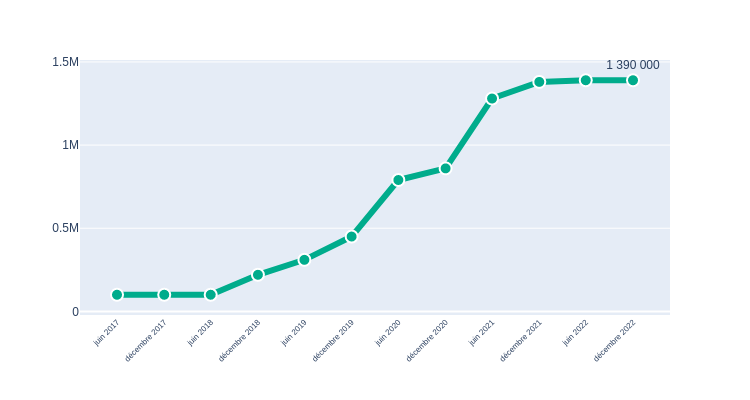 1.5M
1 390 000
1M
0.5M
0
juin 2017
décembre 2017
juin 2018
décembre 2018
juin 2019
décembre 2019
juin 2020
décembre 2020
juin 2021
décembre 2021
juin 2022
décembre 2022